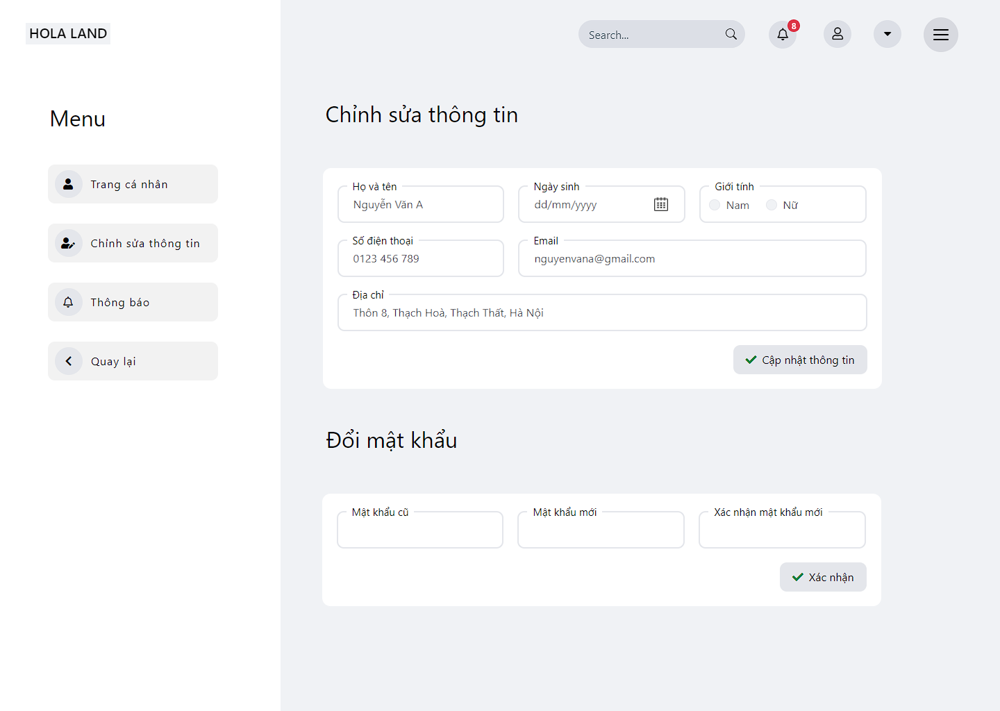 HOLA LAND
Search...
8
Menu
Trang cá nhân
Chỉnh sửa thông tin
Thông báo
Quay lại
Chỉnh sửa thông tin
Họ và tên
Nguyễn Văn A
Ngày sinh
dd/mm/yyyy
Giới tính
Nam
Nữ
Số điện thoại
0123 456 789
Email
nguyenvana@gmail.com
Địa chỉ
Thôn 8, Thạch Hoà, Thạch Thất, Hà Nội
Cập nhật thông tin
Đổi mật khẩu
Mật khẩu cũ
Mật khẩu mới
Xác nhận mật khẩu mới
Xác nhận